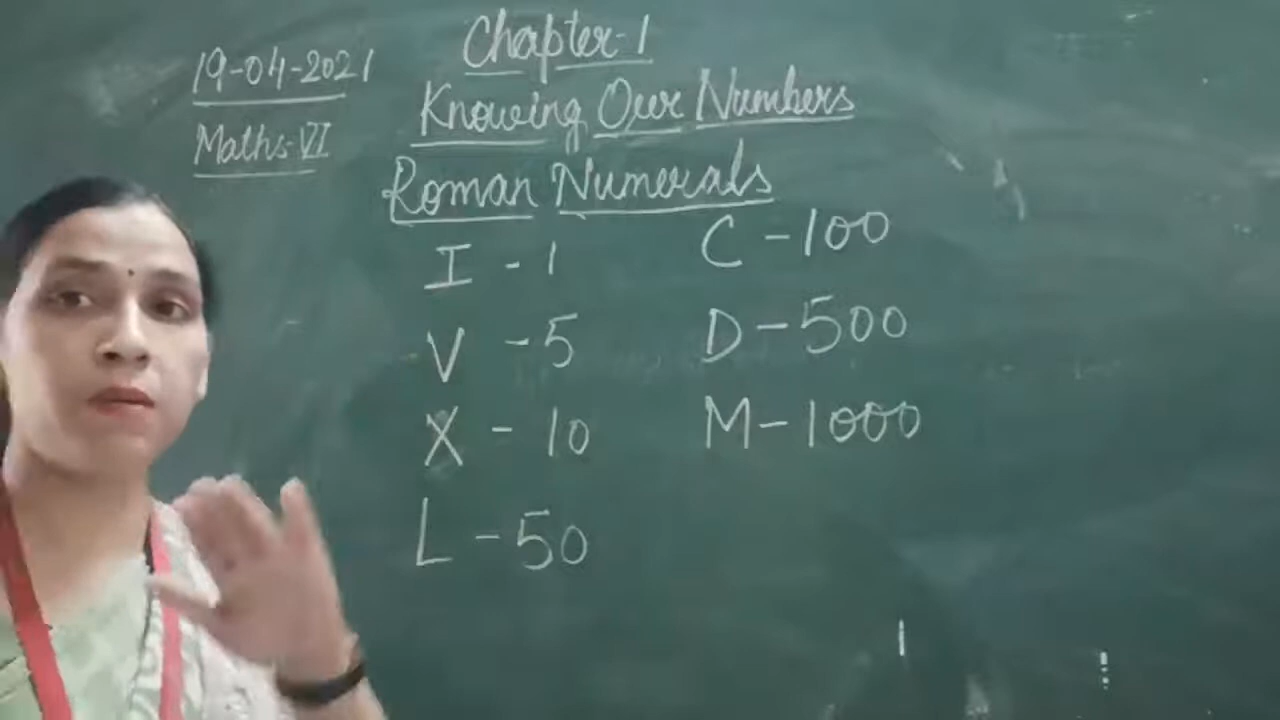 19-04-2021
Maths-VI
Chapter-1
Knowing Our Numbers
Roman Numerals
I - 1
V - 5
X - 10
L - 50
C - 100
D - 500
M - 1000